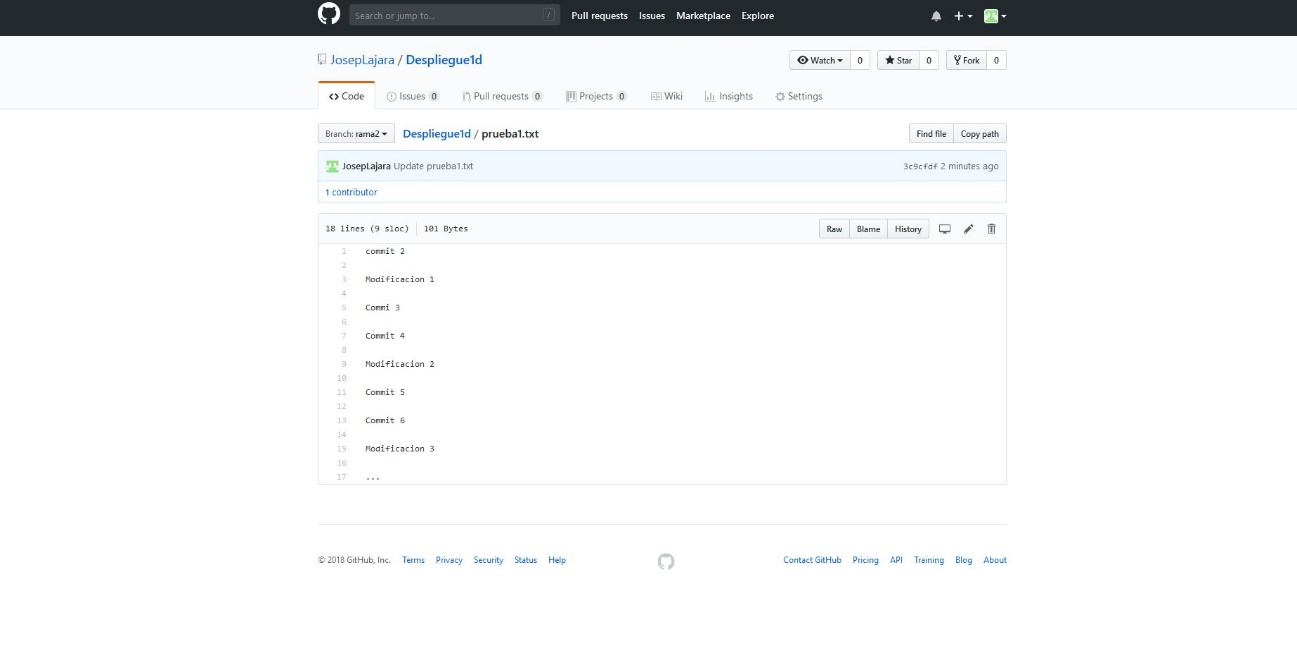 Search or jump to... /
Pull requests Issues Marketplace Explore
JosepLajara / Despliegue1d
Watch 0 Star 0 Fork 0
Code Issues 0 Pull requests 0 Projects 0 Wiki Insights Settings
Branch: rama2 Despliegue1d / prueba1.txt
Find file Copy path
JosepLajara Update prueba1.txt 3c9cfdf 2 minutes ago
1 contributor
18 lines (9 sloc) 101 Bytes
Raw Blame History
1 commit 2
2
3 Modificacion 1
4
5 Commi 3
6
7 Commit 4
8
9 Modificacion 2
10
11 Commit 5
12
13 Commit 6
14
15 Modificacion 3
16
17 ...
© 2018 GitHub, Inc. Terms Privacy Security Status Help
Contact GitHub Pricing API Training Blog About